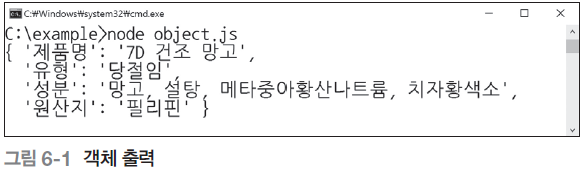 C:₩Windows₩system32₩cmd.exe
C:\example>node object.js
{ '제품명': '7D 건조 망고',
'유형': '당절임',
'성분': '망고, 설탕, 메타중아황산나트륨, 치자황색소',
'원산지': '필리핀' }
그림 6-1 객체 출력